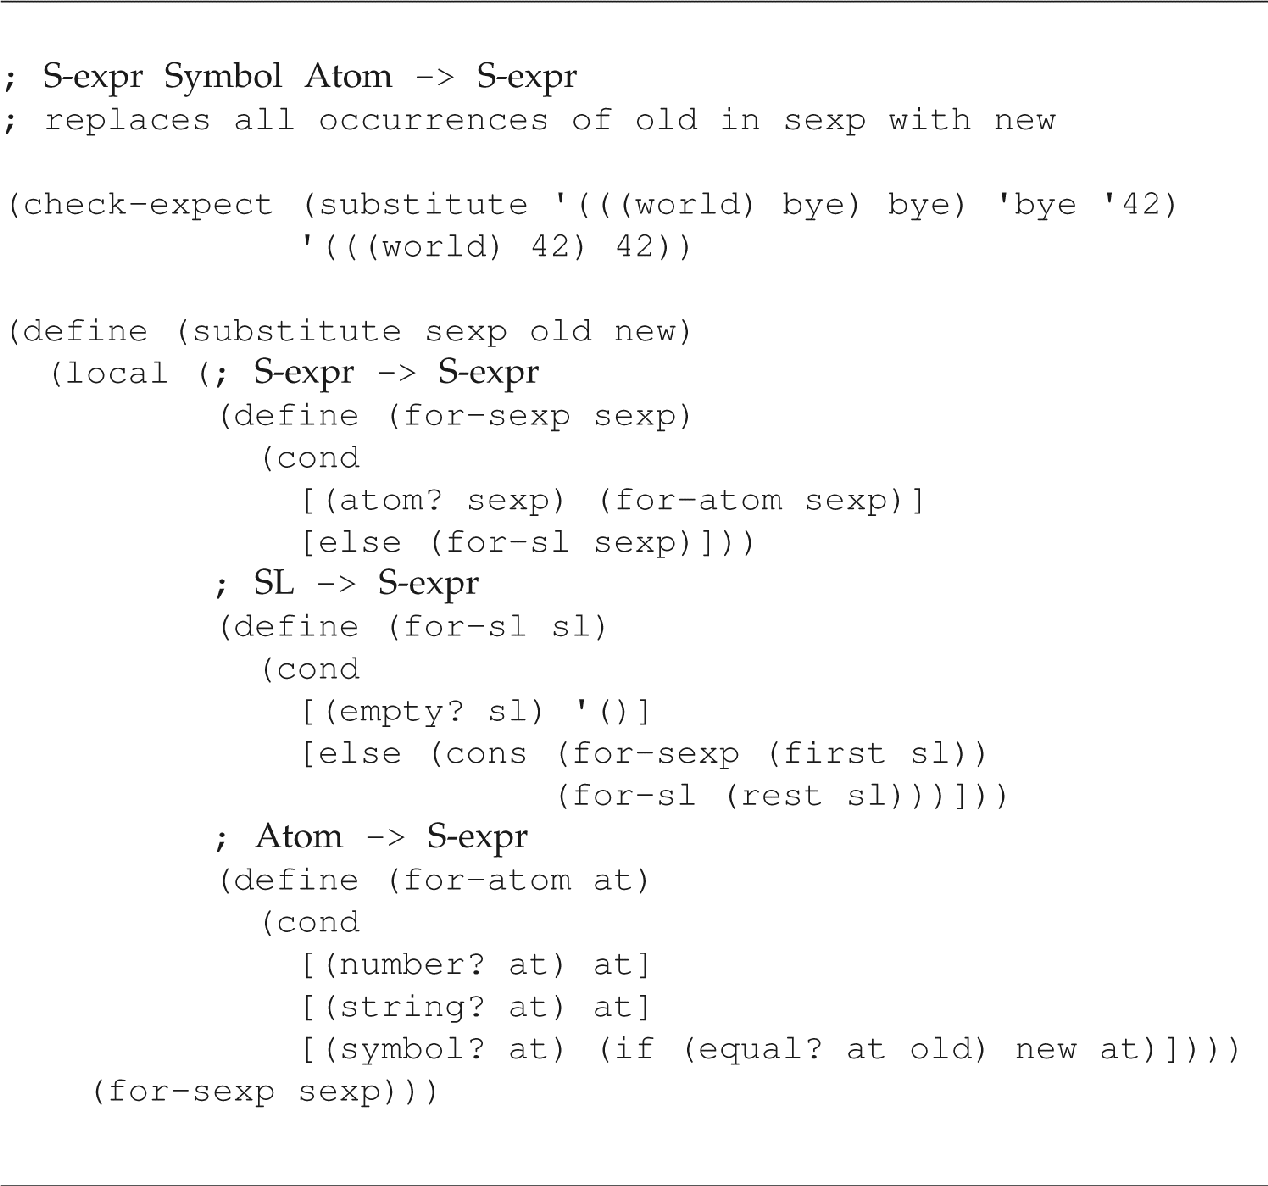 ; S-expr Symbol Atom -> S-expr
; replaces all occurrences of old in sexp with new

(check-expect (substitute '(((world) bye) bye) 'bye '42)
              '(((world) 42) 42))

(define (substitute sexp old new)
  (local (; S-expr -> S-expr
          (define (for-sexp sexp)
            (cond
              [(atom? sexp) (for-atom sexp)]
              [else (for-sl sexp)]))
          ; SL -> S-expr
          (define (for-sl sl)
            (cond
              [(empty? sl) '()]
              [else (cons (for-sexp (first sl))
                          (for-sl (rest sl)))]))
          ; Atom -> S-expr
          (define (for-atom at)
            (cond
              [(number? at) at]
              [(string? at) at]
              [(symbol? at) (if (equal? at old) new at)])))
    (for-sexp sexp)))